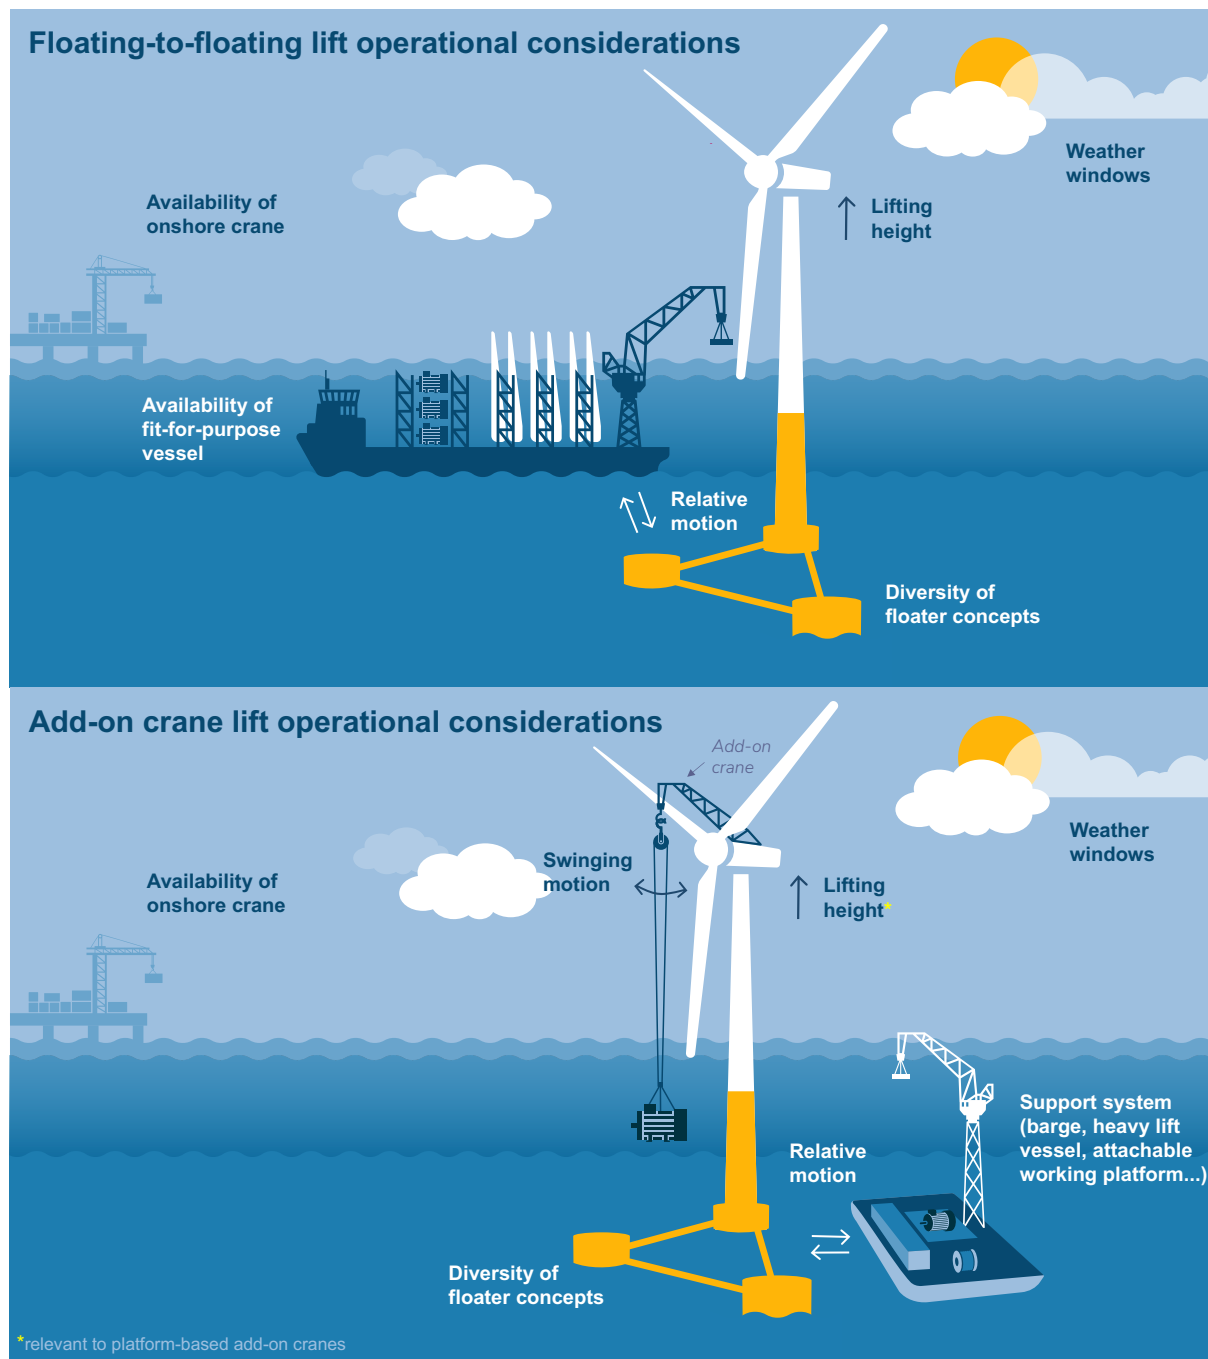 Floating-to-floating lift operational considerations
Weather
windows
Availability of
onshore crane
Lifting
height
Availability of
fit-for-purpose
vessel
Relative
motion
Diversity of
floater concepts
Add-on crane lift operational considerations
Add-on
crane
Weather
windows
Swinging
motion
Availability of
onshore crane
Lifting
height*
Support system
(barge, heavy lift
vessel, attachable
working platform...)
Relative
motion
Diversity of
floater concepts
*relevant to platform-based add-on cranes